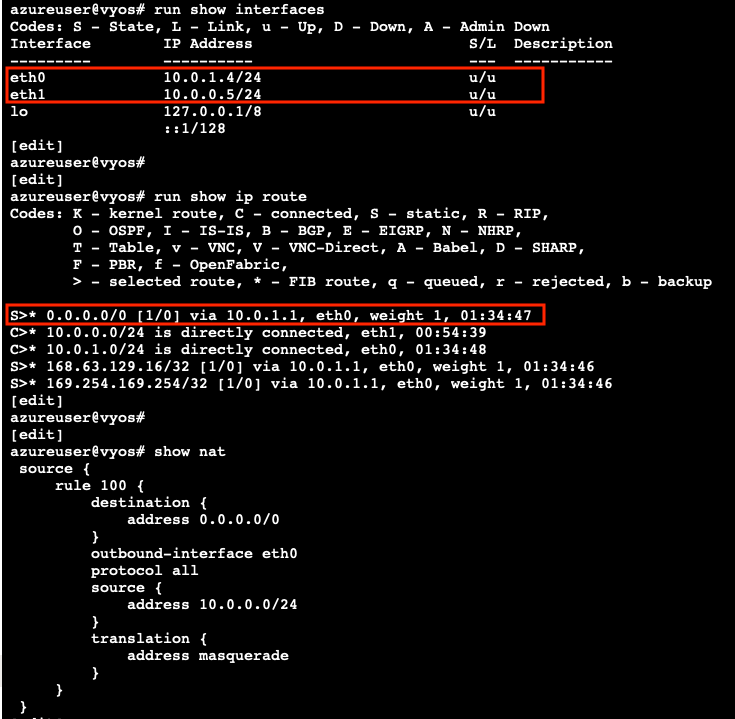 azureuser@vyos# run show interfaces
Codes: S - State, L - Link, u - Up, D - Down, A - Admin Down
Interface        IP Address                        S/L  Description
---------        ----------                        ---  -----------
eth0             10.0.1.4/24                       u/u
eth1             10.0.0.5/24                       u/u
lo               127.0.0.1/8                       u/u
                 ::1/128
[edit]
azureuser@vyos#
[edit]
azureuser@vyos# run show ip route
Codes: K - kernel route, C - connected, S - static, R - RIP,
       O - OSPF, I - IS-IS, B - BGP, E - EIGRP, N - NHRP,
       T - Table, v - VNC, V - VNC-Direct, A - Babel, D - SHARP,
       F - PBR, f - OpenFabric,
       > - selected route, * - FIB route, q - queued, r - rejected, b - backup
S>* 0.0.0.0/0 [1/0] via 10.0.1.1, eth0, weight 1, 01:34:47
C>* 10.0.0.0/24 is directly connected, eth1, 00:54:39
C>* 10.0.1.0/24 is directly connected, eth0, 01:34:48
S>* 168.63.129.16/32 [1/0] via 10.0.1.1, eth0, weight 1, 01:34:46
S>* 169.254.169.254/32 [1/0] via 10.0.1.1, eth0, weight 1, 01:34:46
[edit]
azureuser@vyos#
[edit]
azureuser@vyos# show nat
 source {
     rule 100 {
         destination {
             address 0.0.0.0/0
         }
         outbound-interface eth0
         protocol all
         source {
             address 10.0.0.0/24
         }
         translation {
             address masquerade
         }
     }
 }